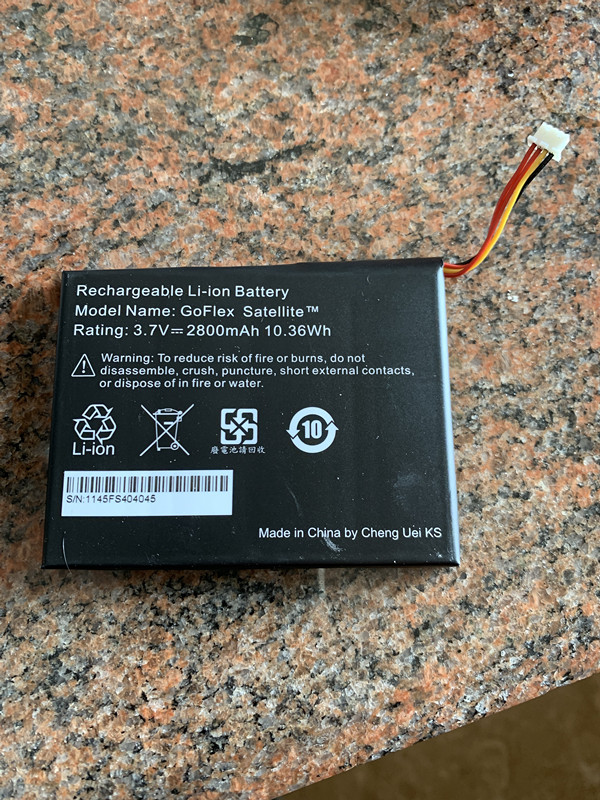 Rechargeable Li-ion Battery
Model Name: GoFlex Satellite™
Rating: 3.7V⎓2800mAh 10.36Wh
Warning: To reduce risk of fire or burns, do not
disassemble, crush, puncture, short external contacts,
or dispose of in fire or water.
Li-ion
廢電池請回收
10
S/N:1145FS404045
Made in China by Cheng Uei KS